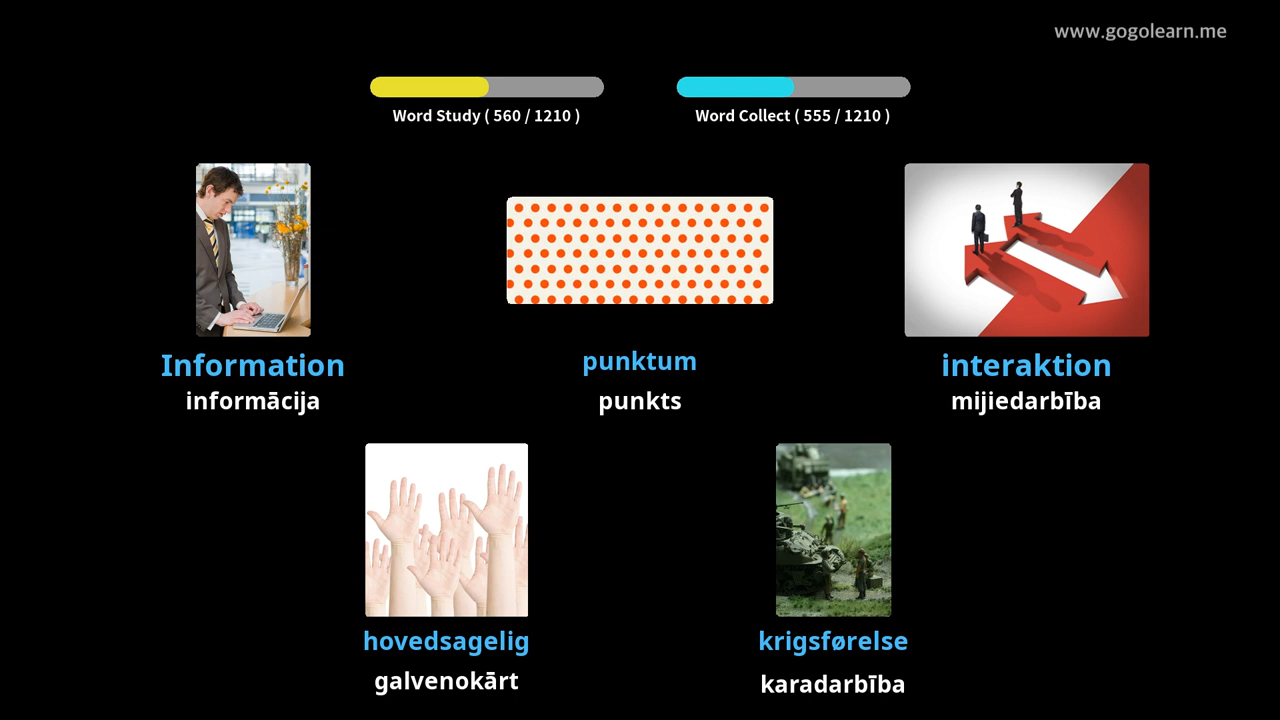 www.gogolearn.me
Word Study ( 560 / 1210 )
Word Collect ( 555 / 1210 )
Information
informācija
punktum
punkts
interaktion
mijiedarbība
hovedsagelig
galvenokārt
krigsførelse
karadarbība